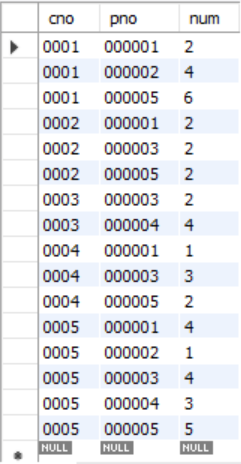 cno pno num
0001 000001 2
0001 000002 4
0001 000005 6
0002 000001 2
0002 000003 2
0002 000005 2
0003 000003 2
0003 000004 4
0004 000001 1
0004 000003 3
0004 000005 2
0005 000001 4
0005 000002 1
0005 000003 4
0005 000004 3
0005 000005 5
NULL NULL NULL